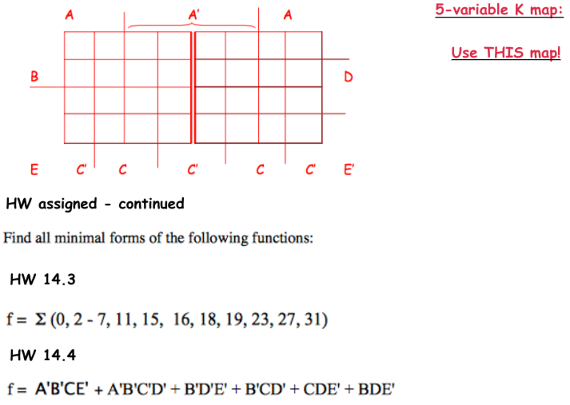 A A' A 5-variable K map:
Use THIS map!
B D
E C' C C' C C' E'
HW assigned - continued
Find all minimal forms of the following functions:
HW 14.3
f = Σ (0, 2 - 7, 11, 15, 16, 18, 19, 23, 27, 31)
HW 14.4
f = A'B'CE' + A'B'C'D' + B'D'E' + B'CD' + CDE' + BDE'